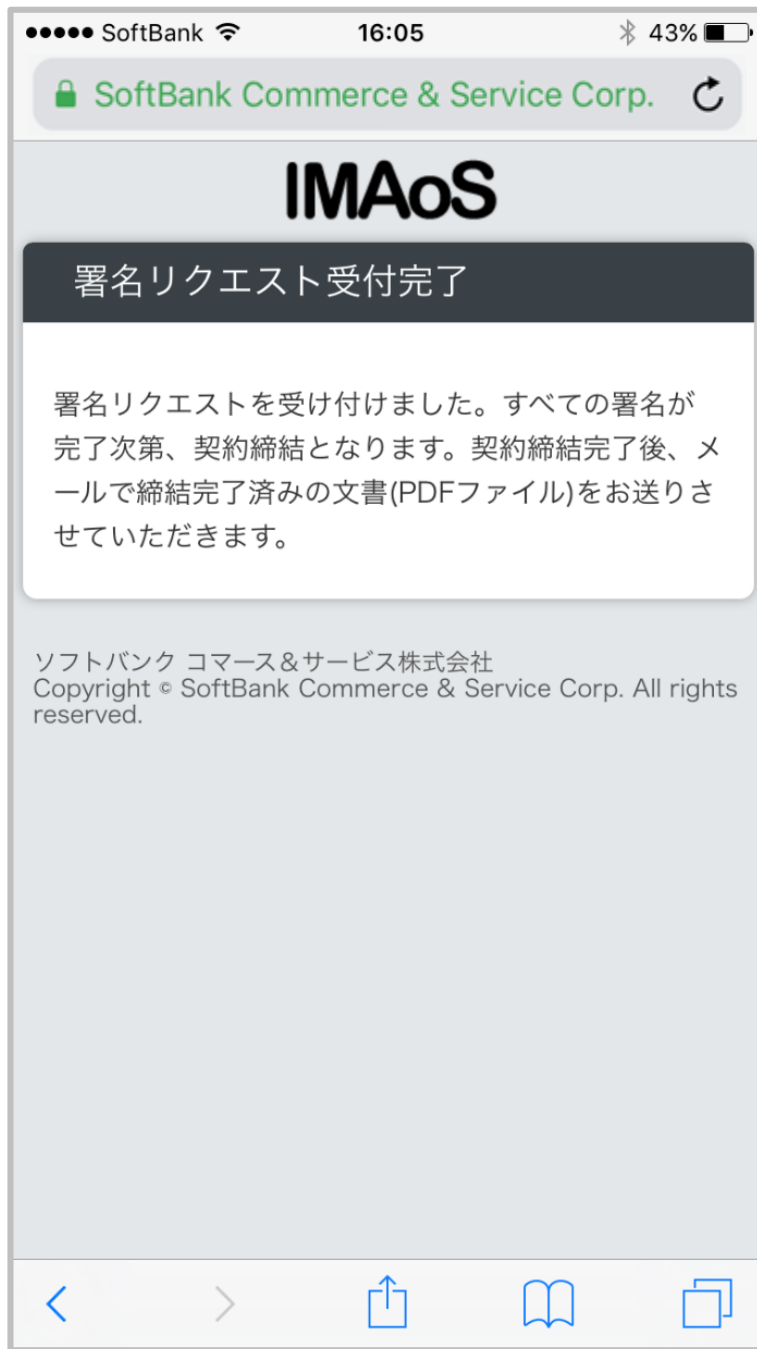 SoftBank 16:05 43%
SoftBank Commerce & Service Corp.
IMAoS
署名リクエスト受付完了
署名リクエストを受け付けました。すべての署名が
完了次第、契約締結となります。契約締結完了後、メ
ールで締結完了済みの文書(PDFファイル)をお送りさ
せていただきます。
ソフトバンク コマース＆サービス株式会社
Copyright © SoftBank Commerce & Service Corp. All rights
reserved.